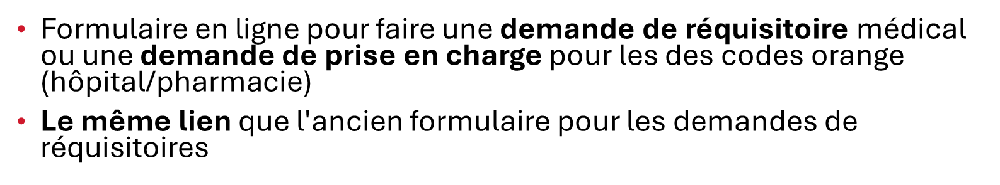 • Formulaire en ligne pour faire une demande de réquisitoire médical
ou une demande de prise en charge pour les des codes orange
(hôpital/pharmacie)
• Le même lien que l'ancien formulaire pour les demandes de
réquisitoires